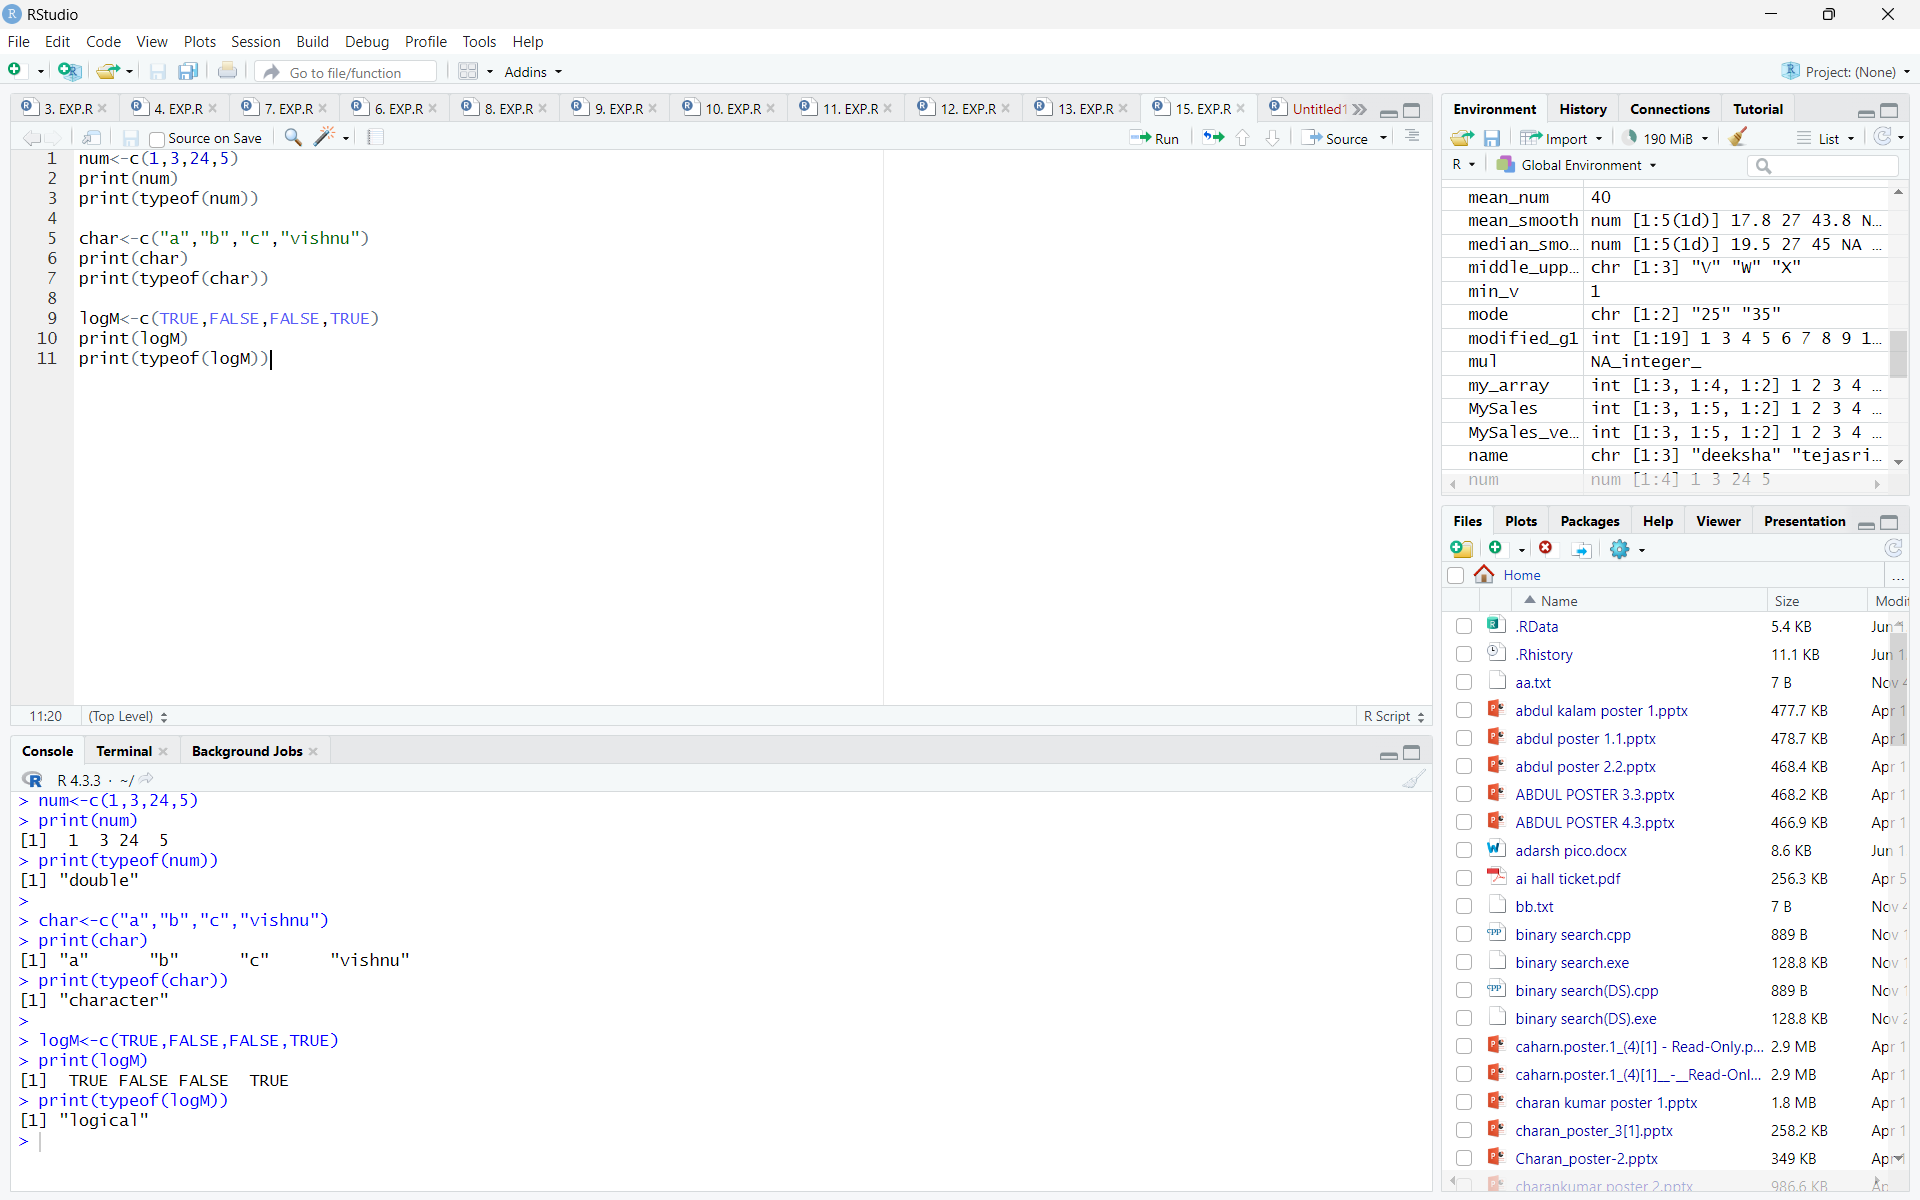 RStudio
File Edit Code View Plots Session Build Debug Profile Tools Help
Go to file/function Addins Project: (None)
3. EXP.R 4. EXP.R 7. EXP.R 6. EXP.R 8. EXP.R 9. EXP.R 10. EXP.R 11. EXP.R 12. EXP.R 13. EXP.R 15. EXP.R Untitled1
Source on Save Run Source
1 num<-c(1,3,24,5)
2 print(num)
3 print(typeof(num))
4
5 char<-c("a","b","c","vishnu")
6 print(char)
7 print(typeof(char))
8
9 logM<-c(TRUE,FALSE,FALSE,TRUE)
10 print(logM)
11 print(typeof(logM))
11:20 (Top Level) R Script
Console Terminal Background Jobs
R 4.3.3 · ~/
> num<-c(1,3,24,5)
> print(num)
[1]  1  3 24  5
> print(typeof(num))
[1] "double"
>
> char<-c("a","b","c","vishnu")
> print(char)
[1] "a"      "b"      "c"      "vishnu"
> print(typeof(char))
[1] "character"
>
> logM<-c(TRUE,FALSE,FALSE,TRUE)
> print(logM)
[1]  TRUE FALSE FALSE  TRUE
> print(typeof(logM))
[1] "logical"
>
Environment History Connections Tutorial
Import 190 MiB List
R Global Environment
mean_num 40
mean_smooth num [1:5(1d)] 17.8 27 43.8 N…
median_smo… num [1:5(1d)] 19.5 27 45 NA …
middle_upp… chr [1:3] "V" "W" "X"
min_v 1
mode chr [1:2] "25" "35"
modified_g1 int [1:19] 1 3 4 5 6 7 8 9 1…
mul NA_integer_
my_array int [1:3, 1:4, 1:2] 1 2 3 4 …
MySales int [1:3, 1:5, 1:2] 1 2 3 4 …
MySales_ve… int [1:3, 1:5, 1:2] 1 2 3 4 …
name chr [1:3] "deeksha" "tejasri…
num num [1:4] 1 3 24 5
Files Plots Packages Help Viewer Presentation
Home ...
Name Size Modi
.RData 5.4 KB Jun 1
.Rhistory 11.1 KB Jun 1
aa.txt 7 B Nov 4
abdul kalam poster 1.pptx 477.7 KB Apr 1
abdul poster 1.1.pptx 478.7 KB Apr 1
abdul poster 2.2.pptx 468.4 KB Apr 1
ABDUL POSTER 3.3.pptx 468.2 KB Apr 1
ABDUL POSTER 4.3.pptx 466.9 KB Apr 1
adarsh pico.docx 8.6 KB Jun 1
ai hall ticket.pdf 256.3 KB Apr 5
bb.txt 7 B Nov 4
binary search.cpp 889 B Nov 1
binary search.exe 128.8 KB Nov 1
binary search(DS).cpp 889 B Nov 1
binary search(DS).exe 128.8 KB Nov 2
caharn.poster.1_(4)[1] - Read-Only.p... 2.9 MB Apr 1
caharn.poster.1_(4)[1]__-__Read-Onl... 2.9 MB Apr 1
charan kumar poster 1.pptx 1.8 MB Apr 1
charan_poster_3[1].pptx 258.2 KB Apr 1
Charan_poster-2.pptx 349 KB Apr 1
charankumar poster 2.pptx 986.6 KB Apr